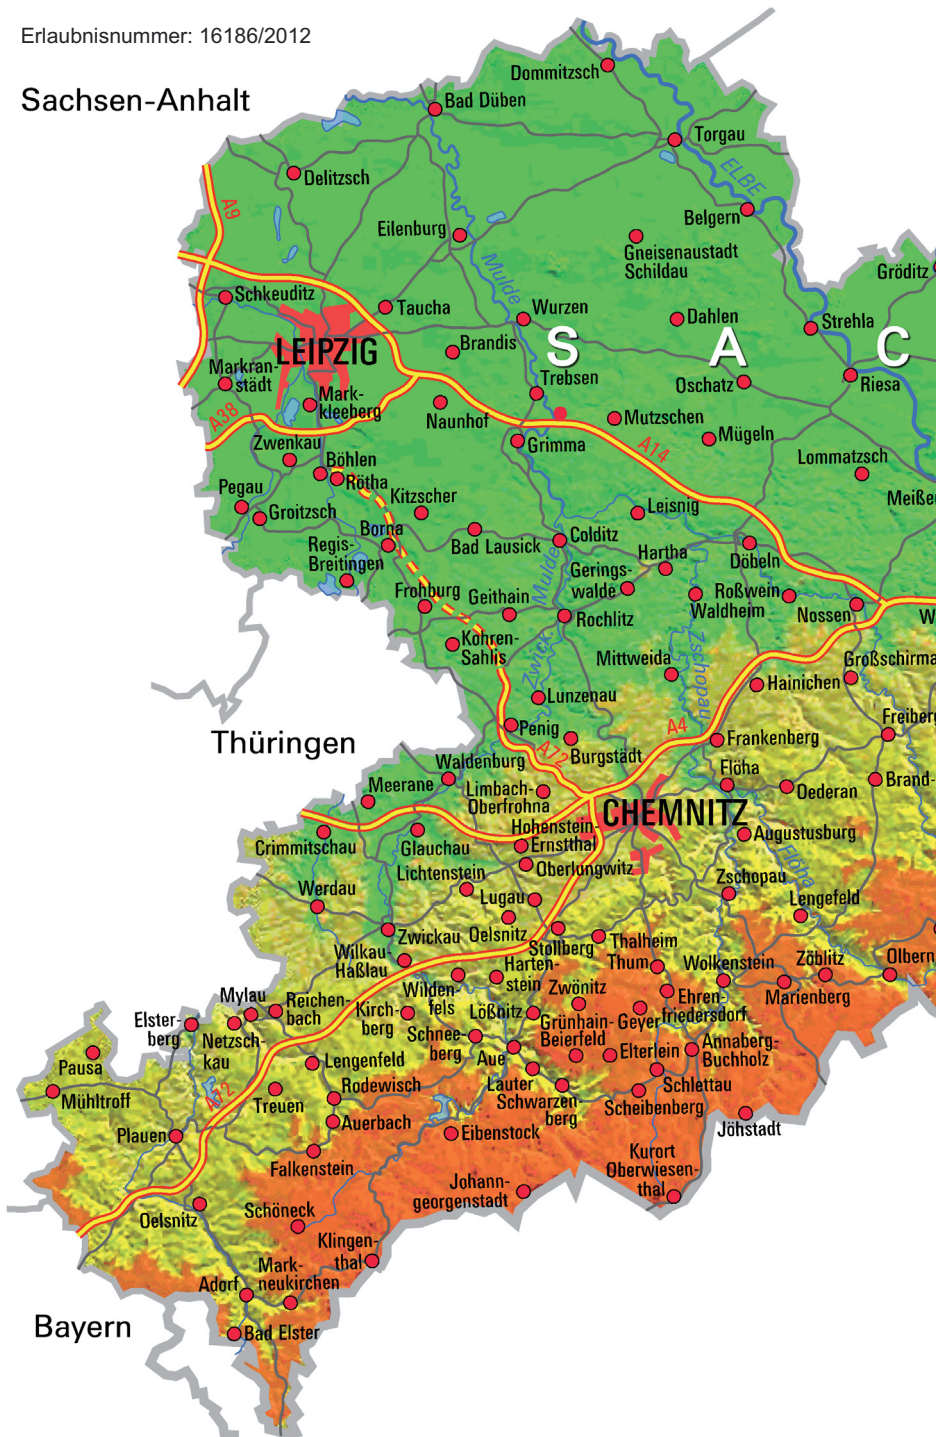 Erlaubnisnummer: 16186/2012
Sachsen-Anhalt
Dommitzsch
Bad Düben
Torgau
Delitzsch
ELBE
A9
Belgern
Eilenburg
Gneisenaustadt
Schildau
Mulde
Gröditz
Schkeuditz
Taucha
Wurzen
Dahlen
Strehla
LEIPZIG
Brandis
S A C
Markran-
städt
Trebsen
Oschatz
Riesa
Mark-
kleeberg
Naunhof
Mutzschen
A38
Mügeln
Zwenkau
Grimma
A14
Böhlen
Lommatzsch
Rötha
Pegau
Kitzscher
Meiße
Groitzsch
Leisnig
Borna
Bad Lausick
Colditz
Regis-
Breitingen
Hartha
Döbeln
Mulde
Gerings-
walde
Frohburg
Geithain
Roßwein
Waldheim
Nossen
Rochlitz
W
Kohren-
Sahlis
Zwick.
Mittweida
Zschopau
Großschirma
Hainichen
Lunzenau
Thüringen
Penig
A72
Burgstädt
A4
Frankenberg
Freiberg
Waldenburg
Meerane
Limbach-
Oberfrohna
Flöha
Oederan
Brand-
CHEMNITZ
Crimmitschau
Glauchau
Hohenstein-
Ernstthal
Augustusburg
Lichtenstein
Oberlungwitz
Flöha
Werdau
Lugau
Zschopau
Lengefeld
Zwickau
Oelsnitz
Stollberg
Thalheim
Wilkau-
Haßlau
Harten-
stein
Thum
Wolkenstein
Zöblitz
Olbern
Wilden-
fels
Zwönitz
Ehren-
friedersdorf
Marienberg
Mylau
Reichen-
bach
Kirch-
berg
Lößnitz
Geyer
Elster-
berg
Netzsch-
kau
Schnee-
berg
Grünhain-
Beierfeld
Annaberg-
Buchholz
Pausa
Lengenfeld
Aue
Elterlein
Mühltroff
A72
Treuen
Rodewisch
Lauter
Schwarzen-
berg
Schlettau
Scheibenberg
Plauen
Auerbach
Eibenstock
Jöhstadt
Falkenstein
Kurort
Oberwiesen-
thal
Johann-
georgenstadt
Oelsnitz
Schöneck
Klingen-
thal
Adorf
Mark-
neukirchen
Bayern
Bad Elster